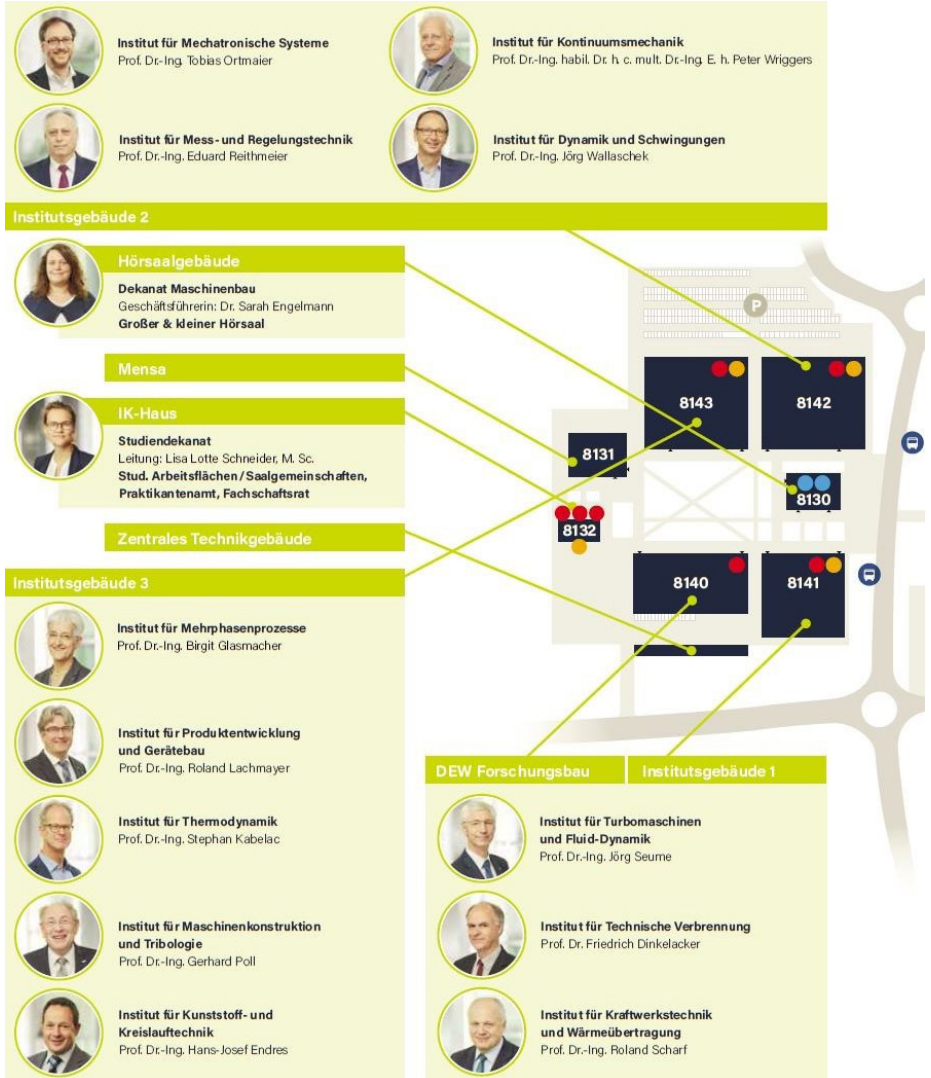 Institut für Mechatronische Systeme
Prof. Dr.-Ing. Tobias Ortmaier
Institut für Kontinuumsmechanik
Prof. Dr.-Ing. habil. Dr. h. c. mult. Dr.-Ing. E. h. Peter Wriggers
Institut für Mess- und Regelungstechnik
Prof. Dr.-Ing. Eduard Reithmeier
Institut für Dynamik und Schwingungen
Prof. Dr.-Ing. Jörg Wallaschek
Institutsgebäude 2
Hörsaalgebäude
Dekanat Maschinenbau
Geschäftsführerin: Dr. Sarah Engelmann
Großer & kleiner Hörsaal
Mensa
IK-Haus
Studiendekanat
Leitung: Lisa Lotte Schneider, M. Sc.
Stud. Arbeitsflächen / Saalgemeinschaften,
Praktikantenamt, Fachschaftsrat
Zentrales Technikgebäude
Institutsgebäude 3
Institut für Mehrphasenprozesse
Prof. Dr.-Ing. Birgit Glasmacher
Institut für Produktentwicklung
und Gerätebau
Prof. Dr.-Ing. Roland Lachmayer
Institut für Thermodynamik
Prof. Dr.-Ing. Stephan Kabelac
Institut für Maschinenkonstruktion
und Tribologie
Prof. Dr.-Ing. Gerhard Poll
Institut für Kunststoff- und
Kreislauftechnik
Prof. Dr.-Ing. Hans-Josef Endres
P
8143
8142
8131
8130
8132
8140
8141
DEW Forschungsbau
Institutsgebäude 1
Institut für Turbomaschinen
und Fluid-Dynamik
Prof. Dr.-Ing. Jörg Seume
Institut für Technische Verbrennung
Prof. Dr. Friedrich Dinkelacker
Institut für Kraftwerkstechnik
und Wärmeübertragung
Prof. Dr.-Ing. Roland Scharf